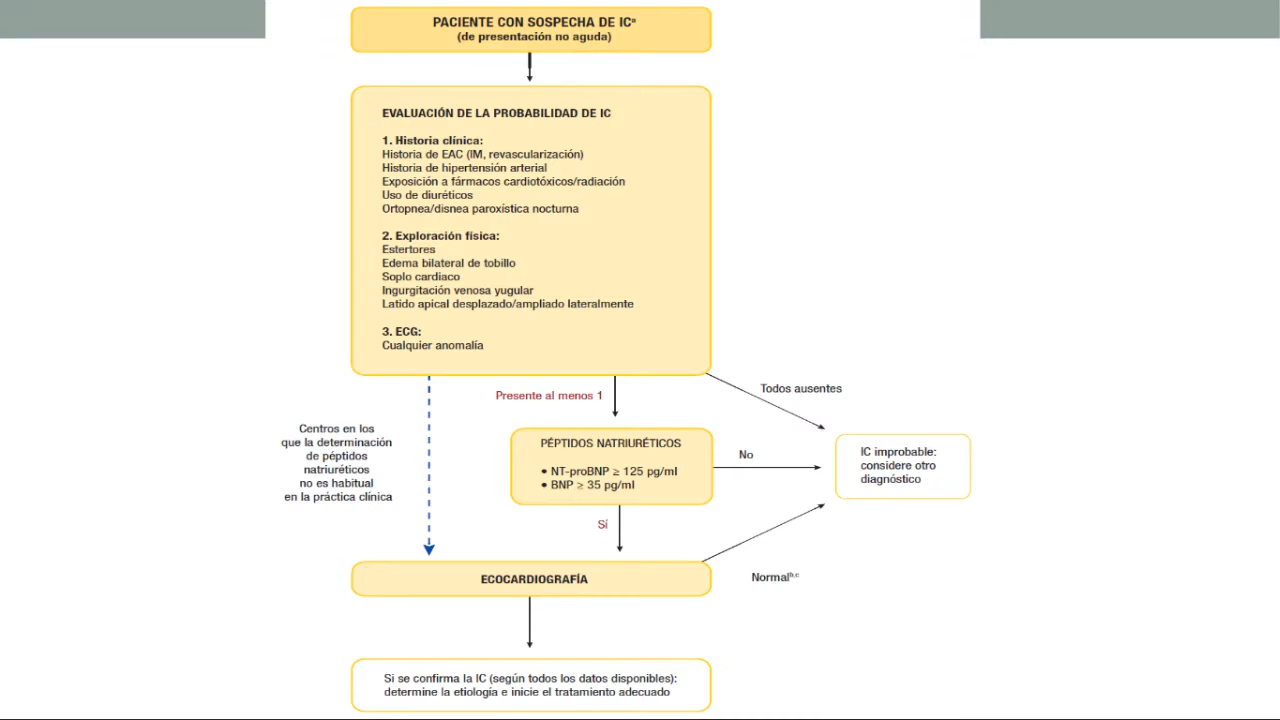 PACIENTE CON SOSPECHA DE ICª
(de presentación no aguda)
EVALUACIÓN DE LA PROBABILIDAD DE IC
1. Historia clínica:
Historia de EAC (IM, revascularización)
Historia de hipertensión arterial
Exposición a fármacos cardiotóxicos/radiación
Uso de diuréticos
Ortopnea/disnea paroxística nocturna
2. Exploración física:
Estertores
Edema bilateral de tobillo
Soplo cardiaco
Ingurgitación venosa yugular
Latido apical desplazado/ampliado lateralmente
3. ECG:
Cualquier anomalía
Presente al menos 1
Todos ausentes
Centros en los
que la determinación
de péptidos
natriuréticos
no es habitual
en la práctica clínica
PÉPTIDOS NATRIURÉTICOS
• NT-proBNP ≥ 125 pg/ml
• BNP ≥ 35 pg/ml
No
IC improbable:
considere otro
diagnóstico
Sí
ECOCARDIOGRAFÍA
Normalᵇ,ᶜ
Si se confirma la IC (según todos los datos disponibles):
determine la etiología e inicie el tratamiento adecuado